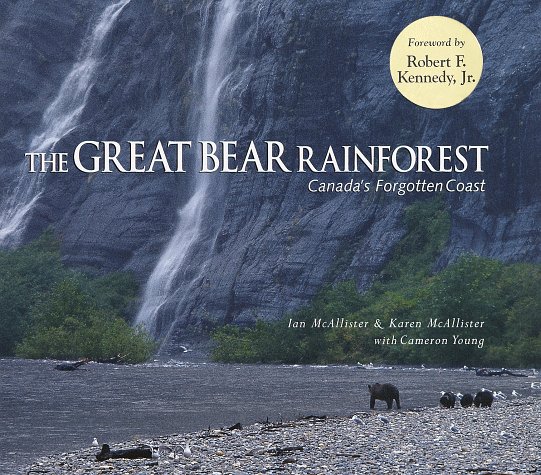 Foreword by
Robert F.
Kennedy, Jr.
THE GREAT BEAR RAINFOREST
Canada's Forgotten Coast
Ian McAllister & Karen McAllister
with Cameron Young